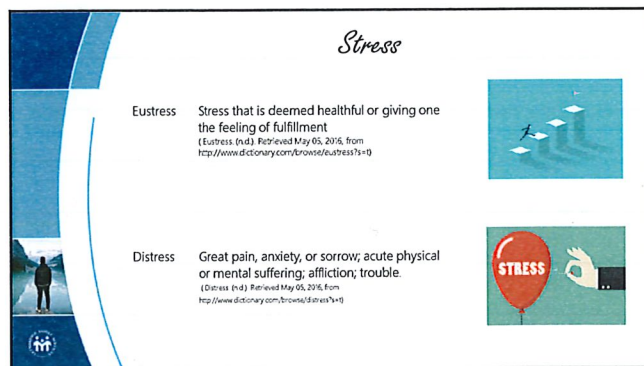 Stress
Eustress Stress that is deemed healthful or giving one
the feeling of fulfillment
( Eustress. (n.d.). Retrieved May 05, 2016, from
http://www.dictionary.com/browse/eustress?s=t)
Distress Great pain, anxiety, or sorrow; acute physical
or mental suffering; affliction; trouble.
( Distress. (n.d.) Retrieved May 05, 2016, from
http://www.dictionary.com/browse/distress?s=t)
STRESS